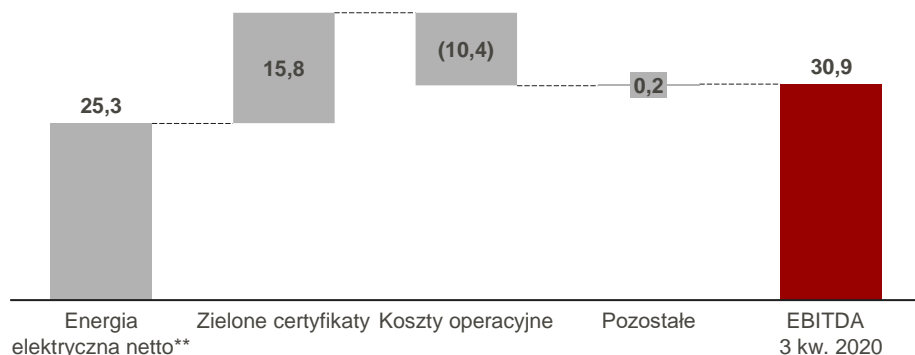 25,3
15,8
(10,4)
0,2
30,9
Energia
elektryczna netto**
Zielone certyfikaty
Koszty operacyjne
Pozostałe
EBITDA
3 kw. 2020